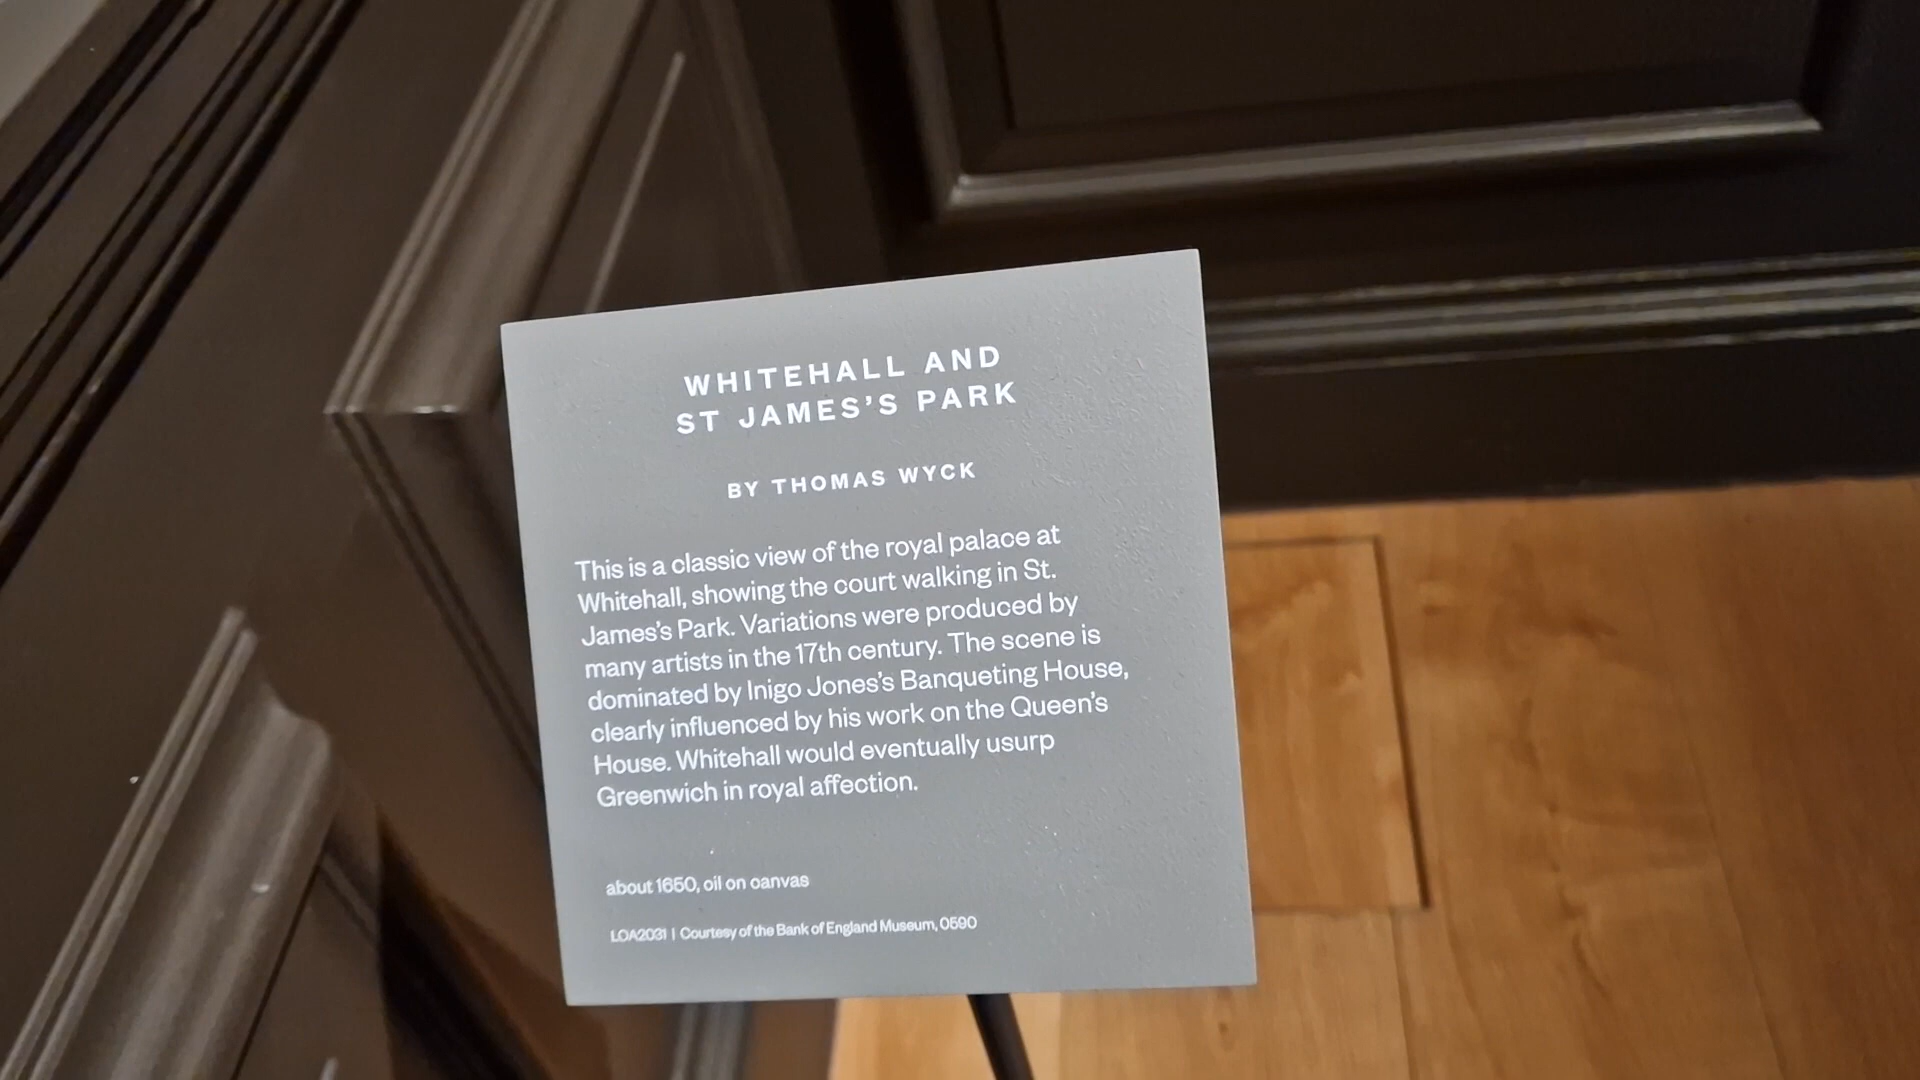 WHITEHALL AND
ST JAMES'S PARK
BY THOMAS WYCK
This is a classic view of the royal palace at
Whitehall, showing the court walking in St.
James's Park. Variations were produced by
many artists in the 17th century. The scene is
dominated by Inigo Jones's Banqueting House,
clearly influenced by his work on the Queen's
House. Whitehall would eventually usurp
Greenwich in royal affection.
about 1650, oil on canvas
LOA2031 | Courtesy of the Bank of England Museum, 0590